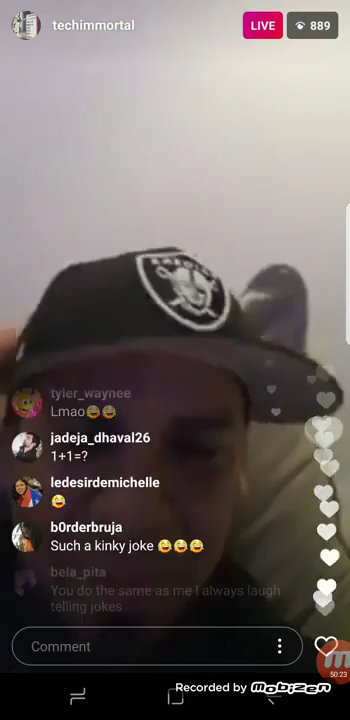 techimmortal
LIVE
889
RAIDERS
tyler_waynee
Lmao😂😂
jadeja_dhaval26
1+1=?
ledesirdemichelle
😂
b0rderbruja
Such a kinky joke 😂😂😂
bela_pita
You do the same as me I always laugh
telling jokes
Comment
50:23
Recorded by mobizen